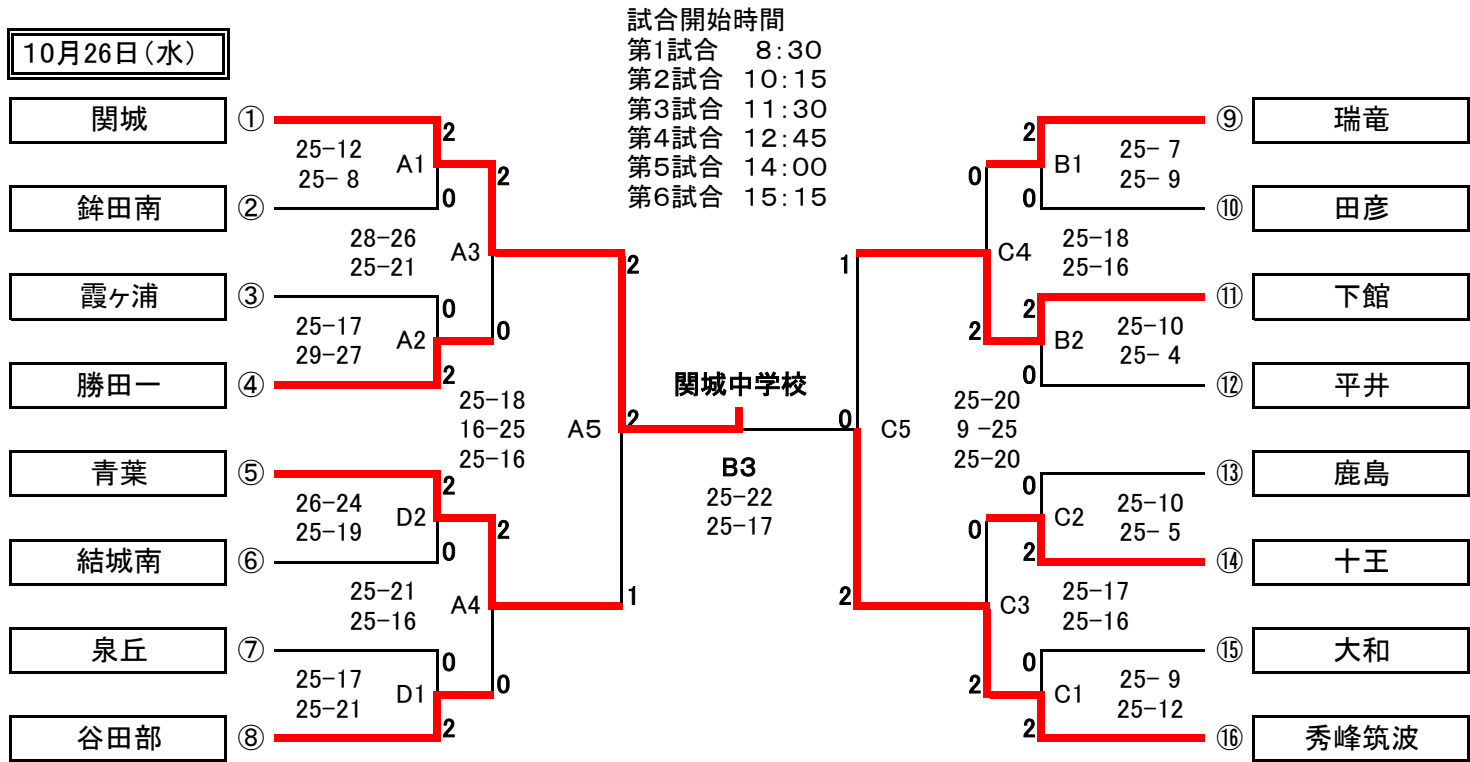 試合開始時間
第1試合 8:30
第2試合 10:15
第3試合 11:30
第4試合 12:45
第5試合 14:00
第6試合 15:15
10月26日(水)
関城 ①
2
25-12
25- 8
A1
2
0
鉾田南 ②
28-26
25-21
A3
2
霞ヶ浦 ③
0
25-17
29-27
A2
0
2
勝田一 ④
25-18
16-25
25-16
A5
2
青葉 ⑤
2
26-24
25-19
D2
2
0
結城南 ⑥
25-21
25-16
A4
1
泉丘 ⑦
0
25-17
25-21
D1
0
2
谷田部 ⑧
関城中学校
B3
25-22
25-17
⑨ 瑞竜
2
B1
25- 7
25- 9
0
0
⑩ 田彦
1
C4
25-18
25-16
⑪ 下館
2
B2
25-10
25- 4
2
0
⑫ 平井
0
C5
25-20
9 -25
25-20
⑬ 鹿島
0
C2
25-10
25- 5
0
2
⑭ 十王
2
C3
25-17
25-16
⑮ 大和
0
C1
25- 9
25-12
2
2
⑯ 秀峰筑波